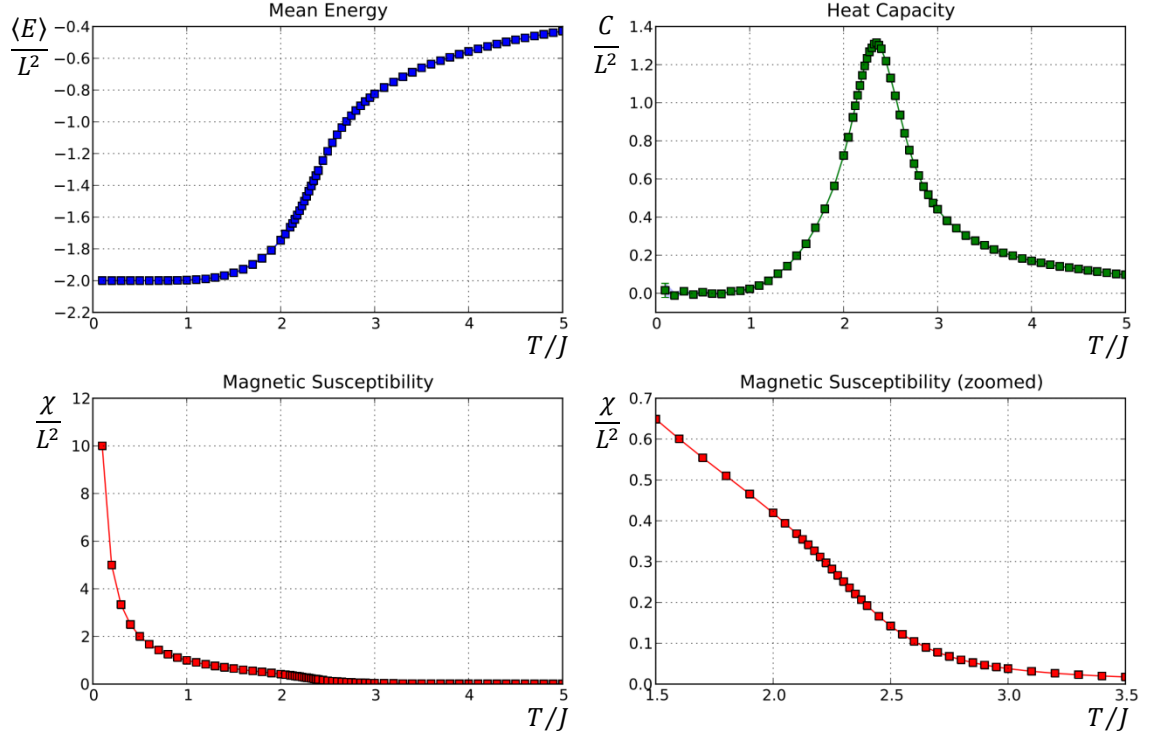 Mean Energy
⟨E⟩
L²
−0.4
−0.6
−0.8
−1.0
−1.2
−1.4
−1.6
−1.8
−2.0
−2.2
0 1 2 3 4 5
T/J
Heat Capacity
C
L²
1.4
1.2
1.0
0.8
0.6
0.4
0.2
0.0
0 1 2 3 4 5
T/J
Magnetic Susceptibility
χ
L²
12
10
8
6
4
2
0
0 1 2 3 4 5
T/J
Magnetic Susceptibility (zoomed)
χ
L²
0.7
0.6
0.5
0.4
0.3
0.2
0.1
0.0
1.5 2.0 2.5 3.0 3.5
T/J